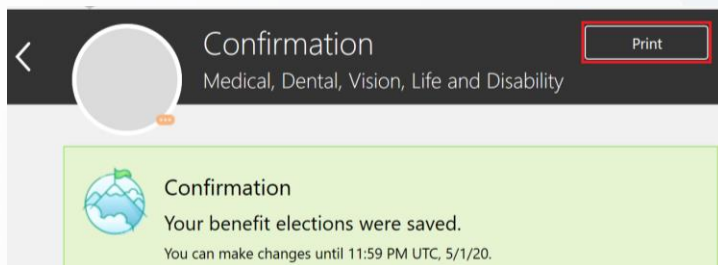 Confirmation
Print
Medical, Dental, Vision, Life and Disability
Confirmation
Your benefit elections were saved.
You can make changes until 11:59 PM UTC, 5/1/20.